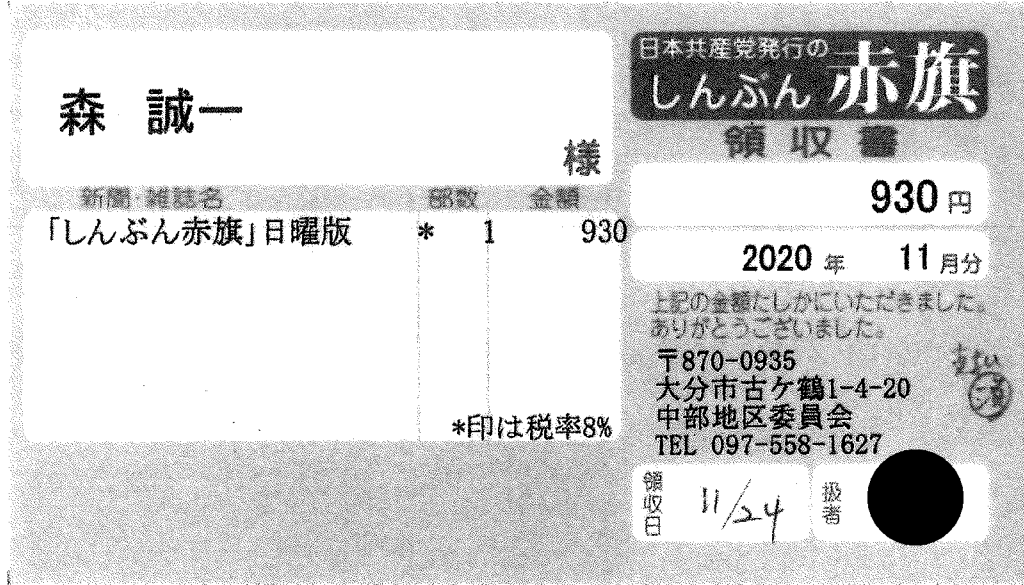 森 誠一
様
新聞・雑誌名 部数 金額
「しんぶん赤旗」日曜版 * 1 930
*印は税率8%
日本共産党発行の
しんぶん赤旗
領収書
930円
2020年 11月分
上記の金額たしかにいただきました。
ありがとうございました。
〒870-0935
大分市古ケ鶴1-4-20
中部地区委員会
TEL 097-558-1627
支払
済
領収日 11/24 扱者